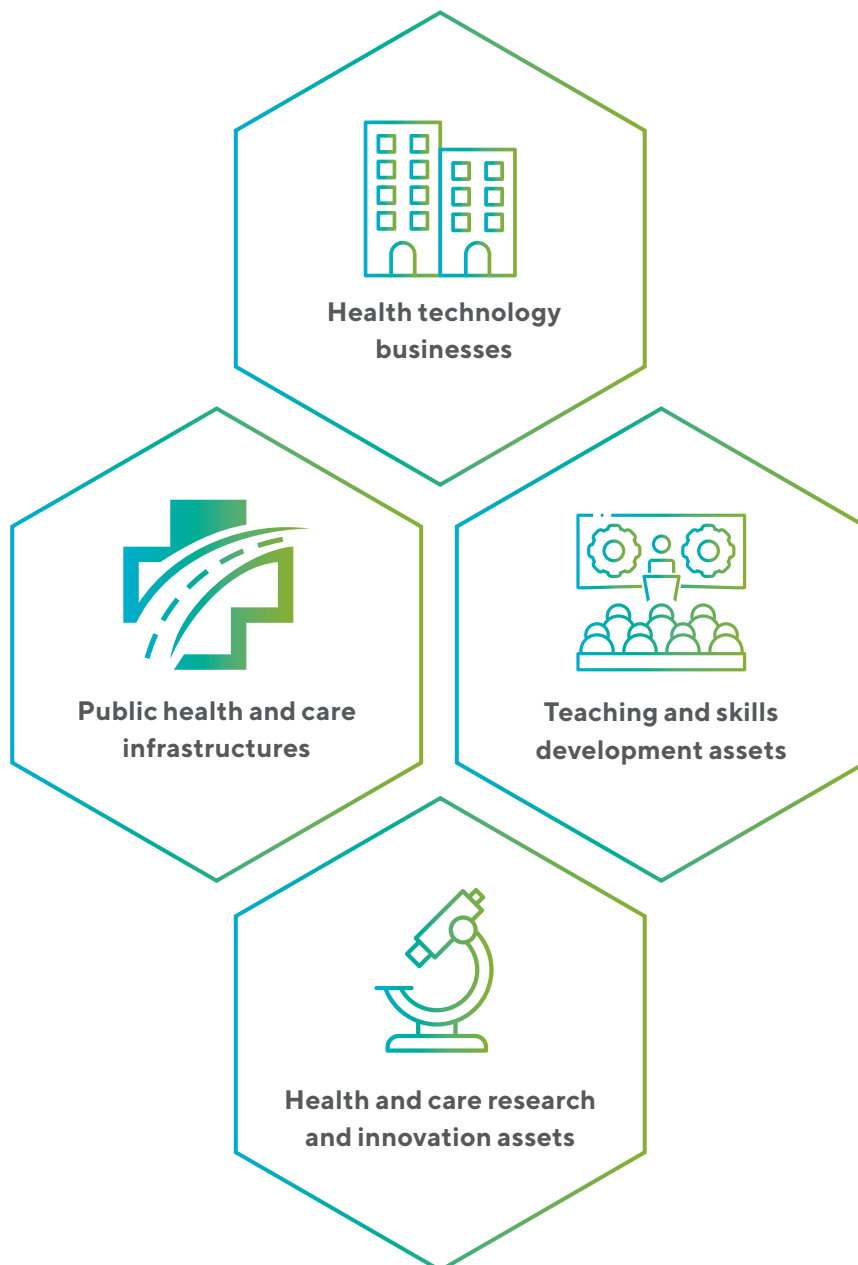 Health technology
businesses
Public health and care
infrastructures
Teaching and skills
development assets
Health and care research
and innovation assets